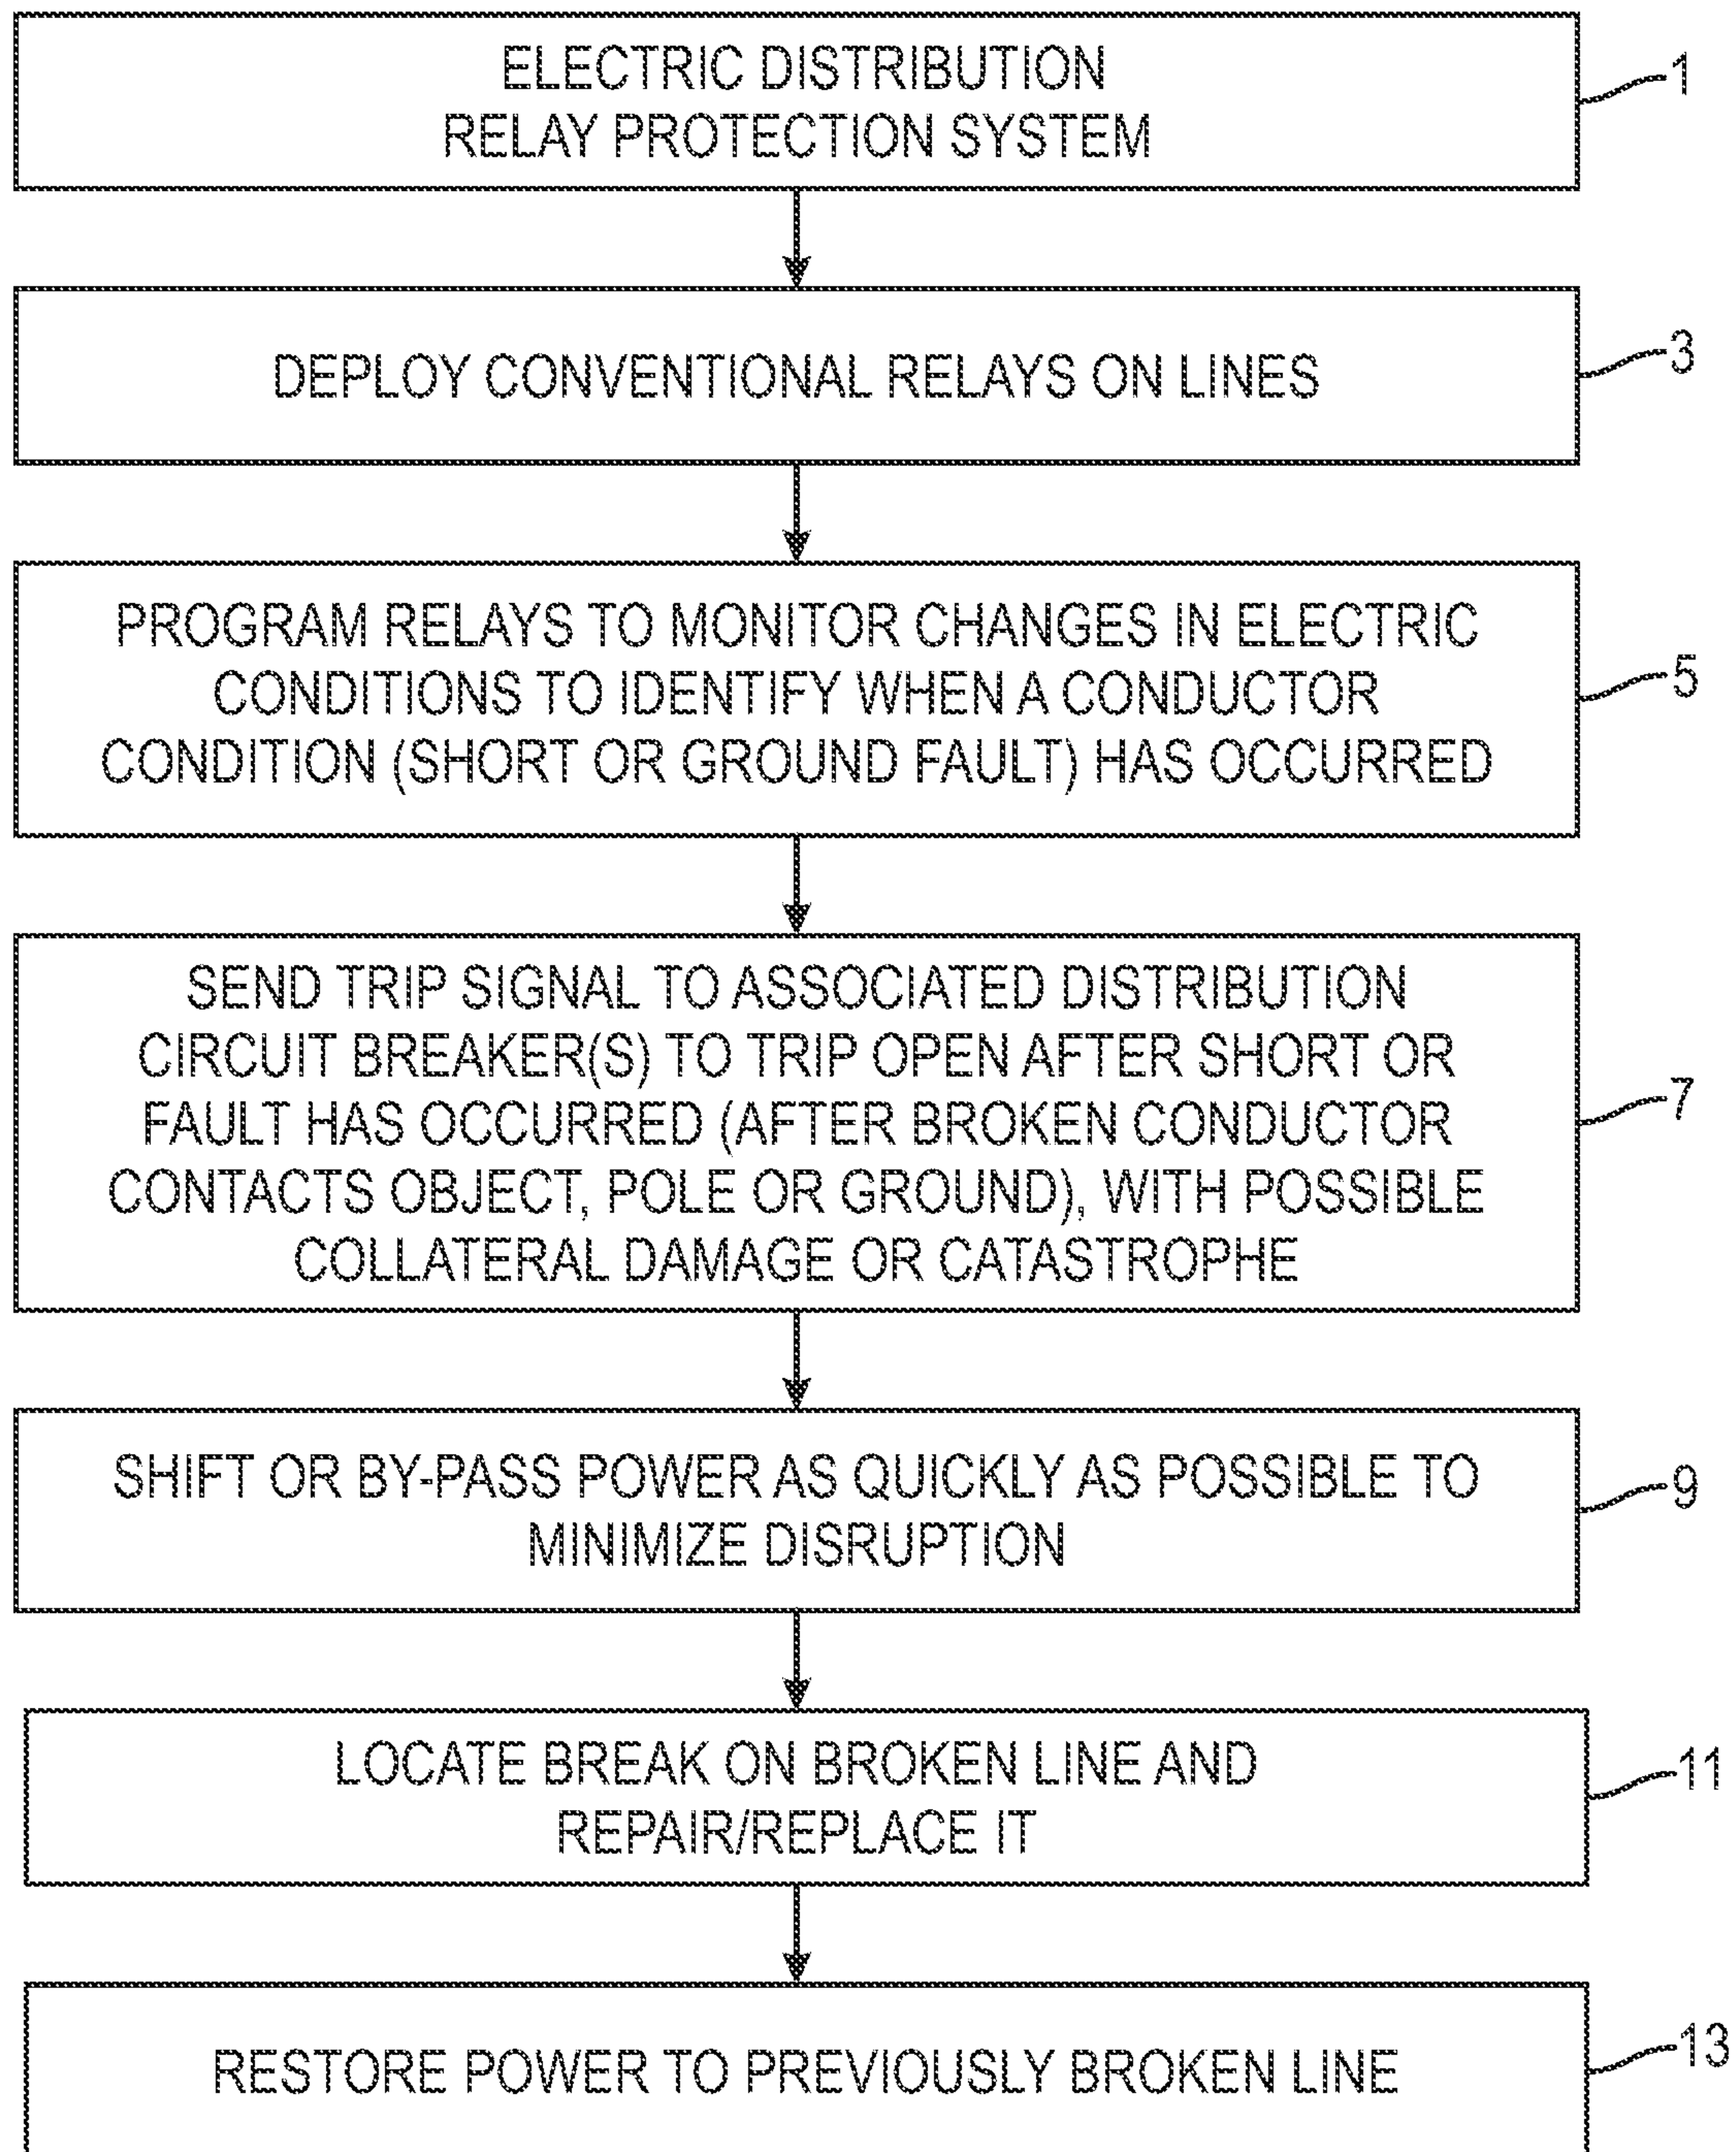 ELECTRIC DISTRIBUTION
RELAY PROTECTION SYSTEM
1
DEPLOY CONVENTIONAL RELAYS ON LINES
3
PROGRAM RELAYS TO MONITOR CHANGES IN ELECTRIC
CONDITIONS TO IDENTIFY WHEN A CONDUCTOR
CONDITION (SHORT OR GROUND FAULT) HAS OCCURRED
5
SEND TRIP SIGNAL TO ASSOCIATED DISTRIBUTION
CIRCUIT BREAKER(S) TO TRIP OPEN AFTER SHORT OR
FAULT HAS OCCURRED (AFTER BROKEN CONDUCTOR
CONTACTS OBJECT, POLE OR GROUND), WITH POSSIBLE
COLLATERAL DAMAGE OR CATASTROPHE
7
SHIFT OR BY-PASS POWER AS QUICKLY AS POSSIBLE TO
MINIMIZE DISRUPTION
9
LOCATE BREAK ON BROKEN LINE AND
REPAIR/REPLACE IT
11
RESTORE POWER TO PREVIOUSLY BROKEN LINE
13